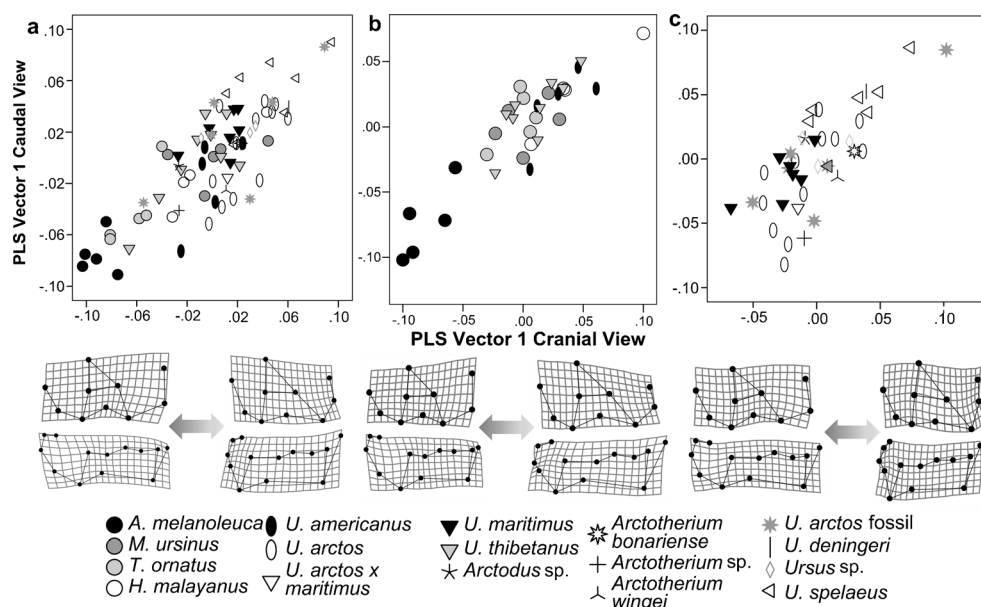 a
b
c
.10
.06
.02
-.02
-.06
-.10
.05
.00
-.05
-.10
.10
.05
.00
-.05
-.10
PLS Vector 1 Caudal View
-.10
-.06
-.02
.02
.06
.10
-.10
-.05
.00
.05
.10
-.05
.00
.05
.10
PLS Vector 1 Cranial View
A. melanoleuca
M. ursinus
T. ornatus
H. malayanus
U. americanus
U. arctos
U. arctos x
maritimus
U. maritimus
U. thibetanus
Arctodus sp.
Arctotherium
bonariense
Arctotherium sp.
Arctotherium
wingei
U. arctos fossil
U. deningeri
Ursus sp.
U. spelaeus